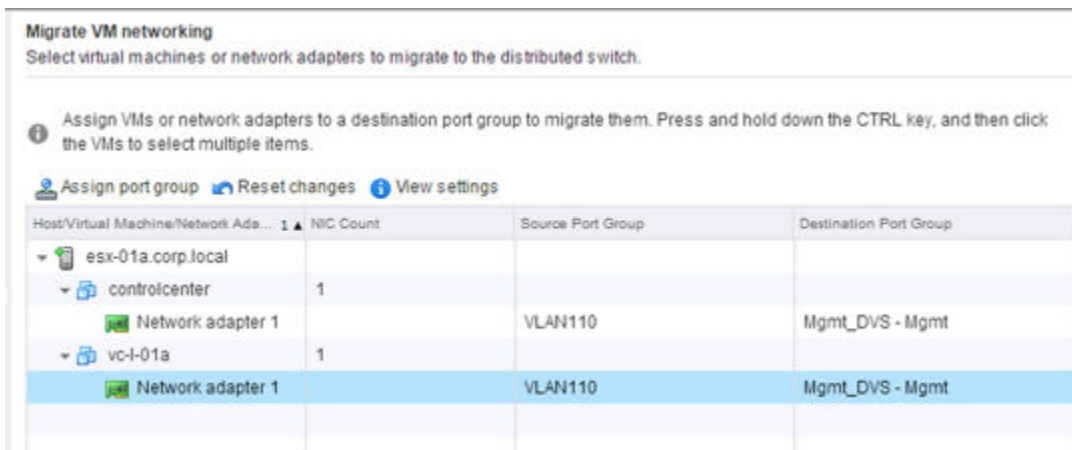 Migrate VM networking
Select virtual machines or network adapters to migrate to the distributed switch.
Assign VMs or network adapters to a destination port group to migrate them. Press and hold down the CTRL key, and then click
the VMs to select multiple items.
Assign port group Reset changes View settings
Host/Virtual Machine/Network Ada... 1 ▲ NIC Count Source Port Group Destination Port Group
esx-01a.corp.local
controlcenter 1
Network adapter 1 VLAN110 Mgmt_DVS - Mgmt
vc-l-01a 1
Network adapter 1 VLAN110 Mgmt_DVS - Mgmt